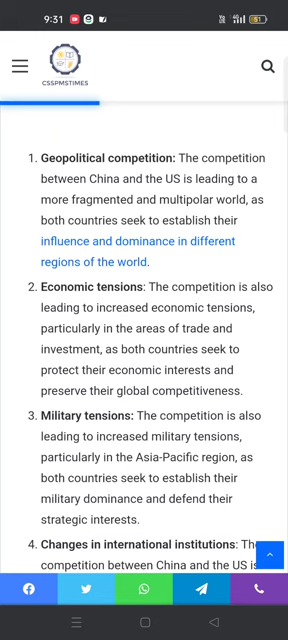 9:31
51
CSSPMSTIMES
1. Geopolitical competition: The competition
between China and the US is leading to a
more fragmented and multipolar world, as
both countries seek to establish their
influence and dominance in different
regions of the world.
2. Economic tensions: The competition is also
leading to increased economic tensions,
particularly in the areas of trade and
investment, as both countries seek to
protect their economic interests and
preserve their global competitiveness.
3. Military tensions: The competition is also
leading to increased military tensions,
particularly in the Asia-Pacific region, as
both countries seek to establish their
military dominance and defend their
strategic interests.
4. Changes in international institutions: The
competition between China and the US is